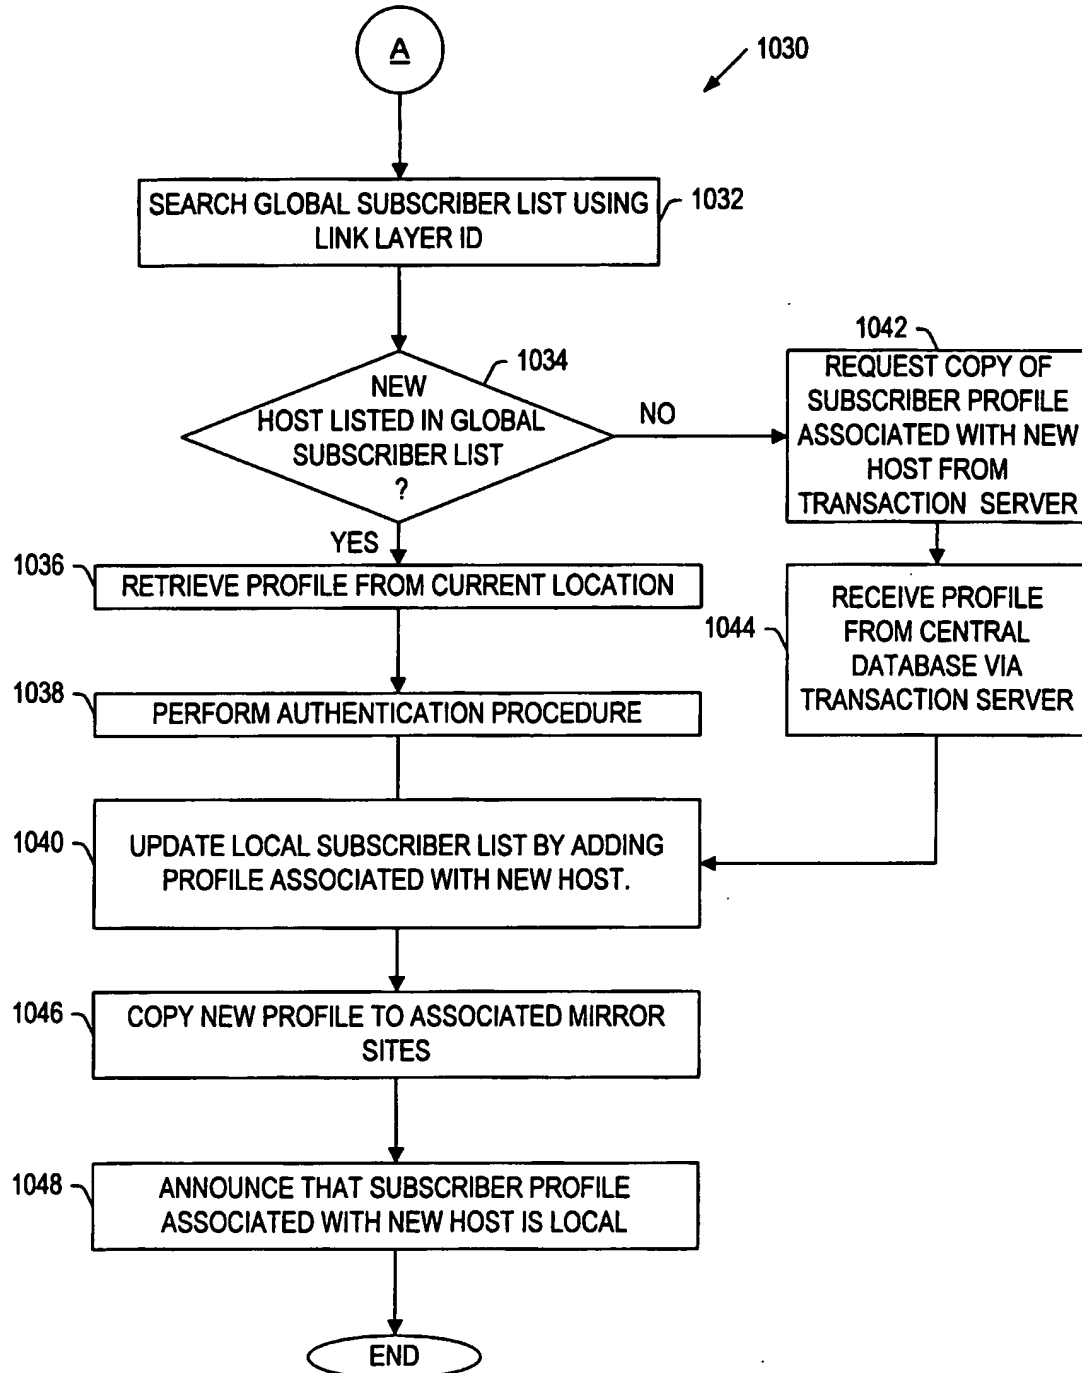 A
1030
SEARCH GLOBAL SUBSCRIBER LIST USING
LINK LAYER ID
1032
1034
NEW
HOST LISTED IN GLOBAL
SUBSCRIBER LIST
?
NO
YES
1042
REQUEST COPY OF
SUBSCRIBER PROFILE
ASSOCIATED WITH NEW
HOST FROM
TRANSACTION SERVER
1036
RETRIEVE PROFILE FROM CURRENT LOCATION
1044
RECEIVE PROFILE
FROM CENTRAL
DATABASE VIA
TRANSACTION SERVER
1038
PERFORM AUTHENTICATION PROCEDURE
1040
UPDATE LOCAL SUBSCRIBER LIST BY ADDING
PROFILE ASSOCIATED WITH NEW HOST.
1046
COPY NEW PROFILE TO ASSOCIATED MIRROR
SITES
1048
ANNOUNCE THAT SUBSCRIBER PROFILE
ASSOCIATED WITH NEW HOST IS LOCAL
END